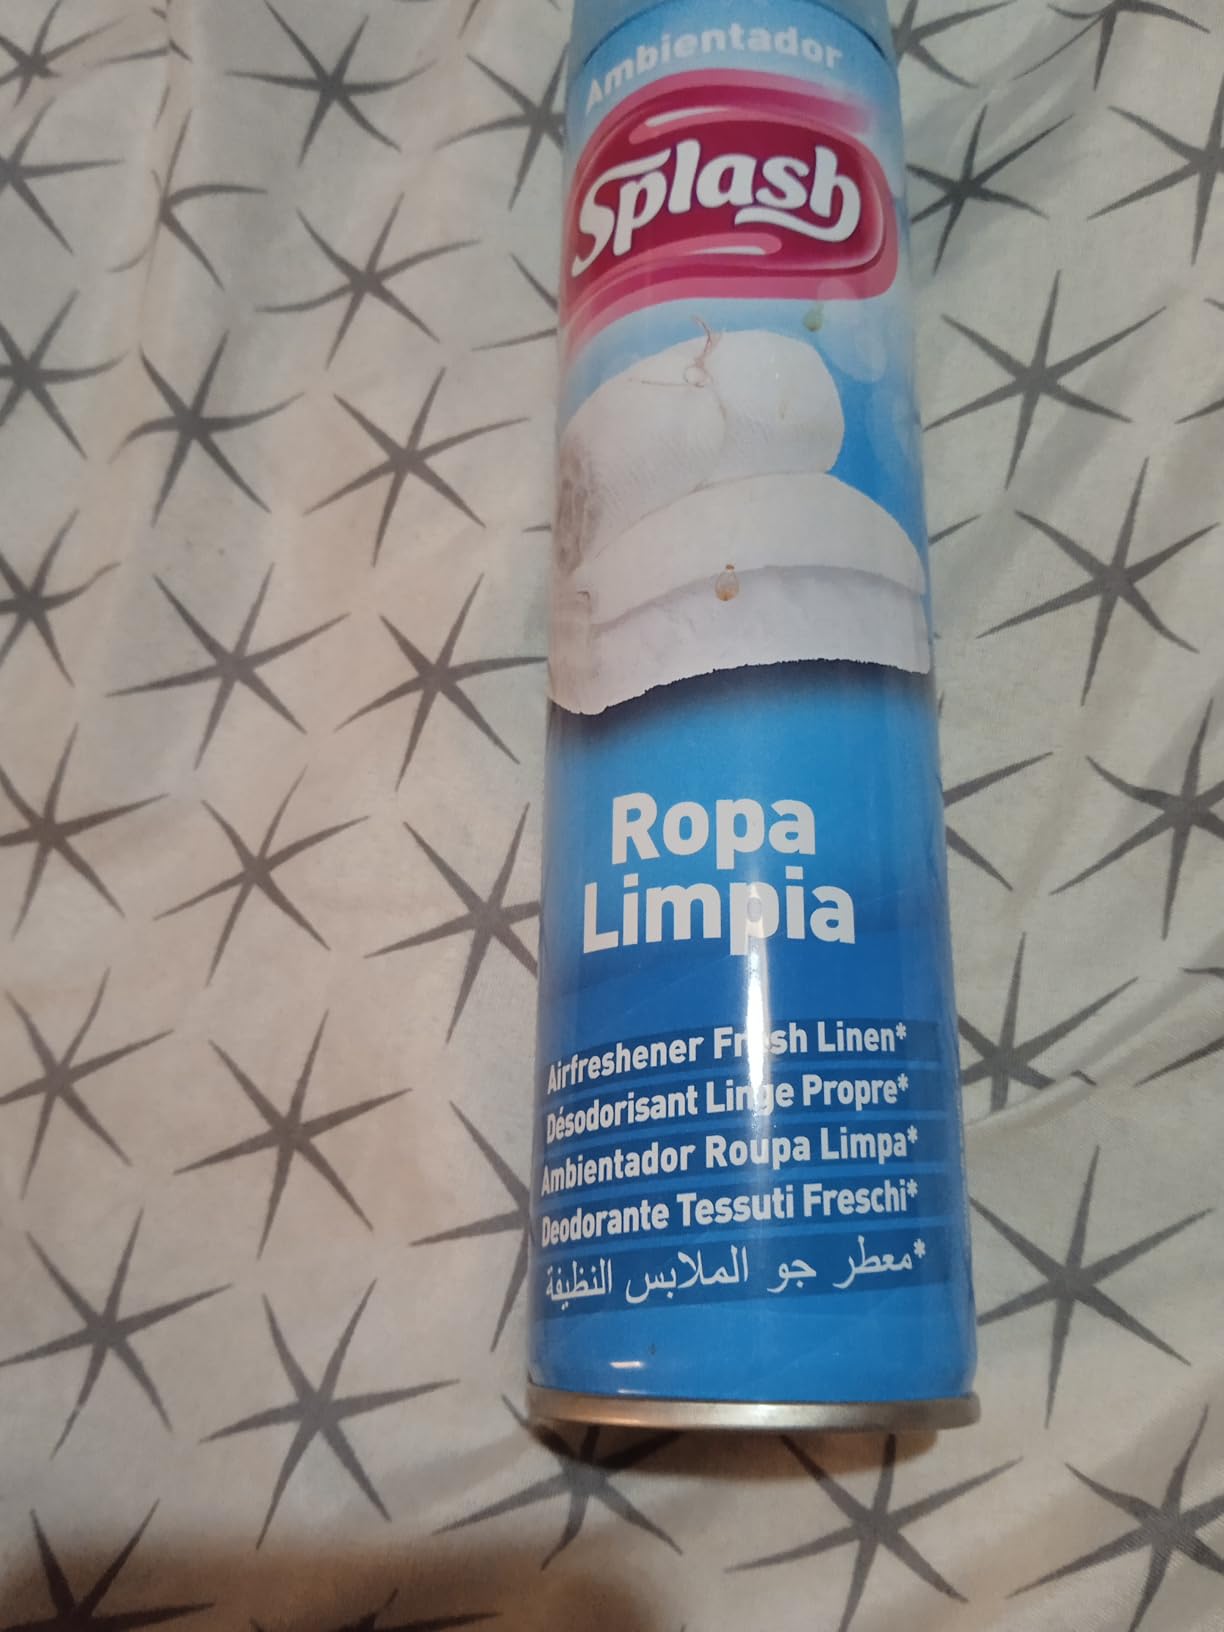 Ambientador
Splash
Ropa
Limpia
Airfreshener Fresh Linen*
Désodorisant Linge Propre*
Ambientador Roupa Limpa*
Deodorante Tessuti Freschi*
معطر جو الملابس النظيفة*